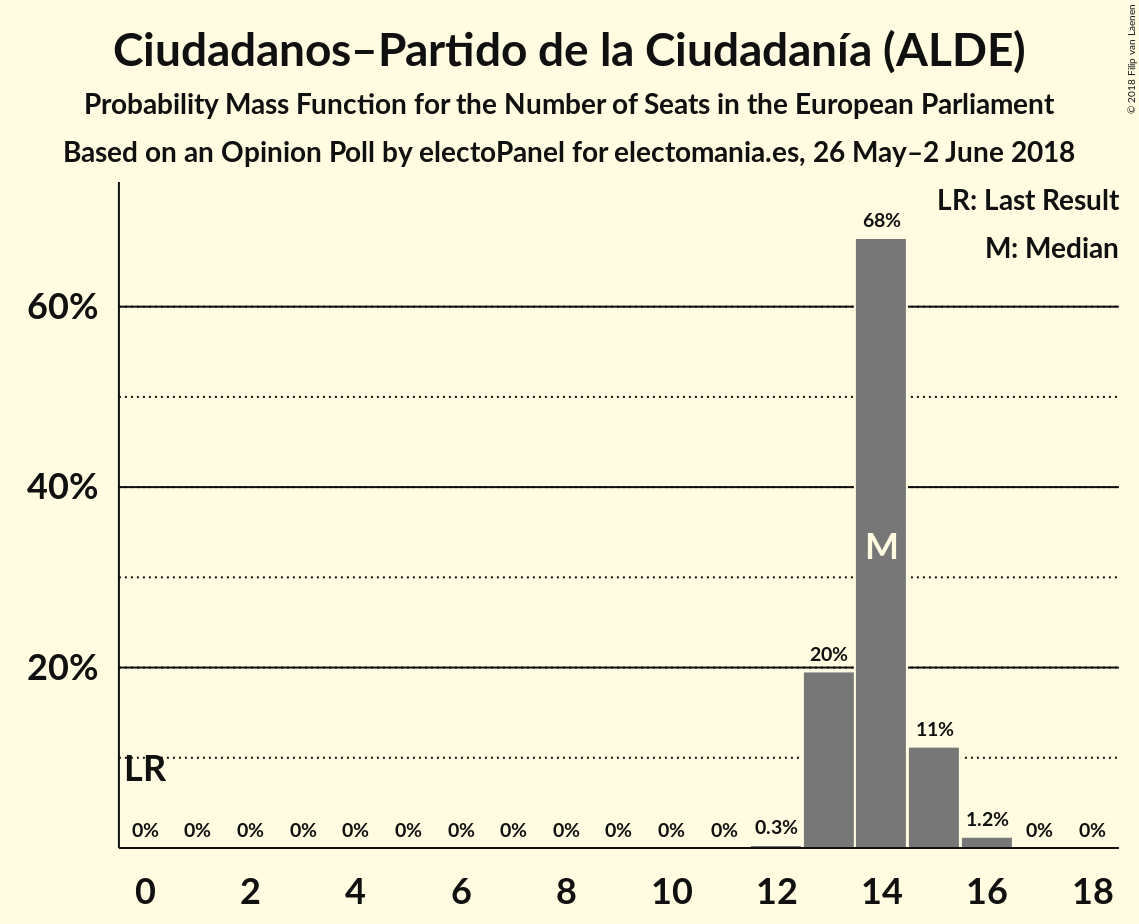 Ciudadanos–Partido de la Ciudadanía (ALDE)
Probability Mass Function for the Number of Seats in the European Parliament
Based on an Opinion Poll by electoPanel for electomania.es, 26 May–2 June 2018
© 2018 Filip van Laenen
LR: Last Result
M: Median
68%
60%
40%
M
20%
20%
11%
LR
0% 0% 0% 0% 0% 0% 0% 0% 0% 0% 0% 0% 0.3% 1.2% 0% 0%
0 2 4 6 8 10 12 14 16 18